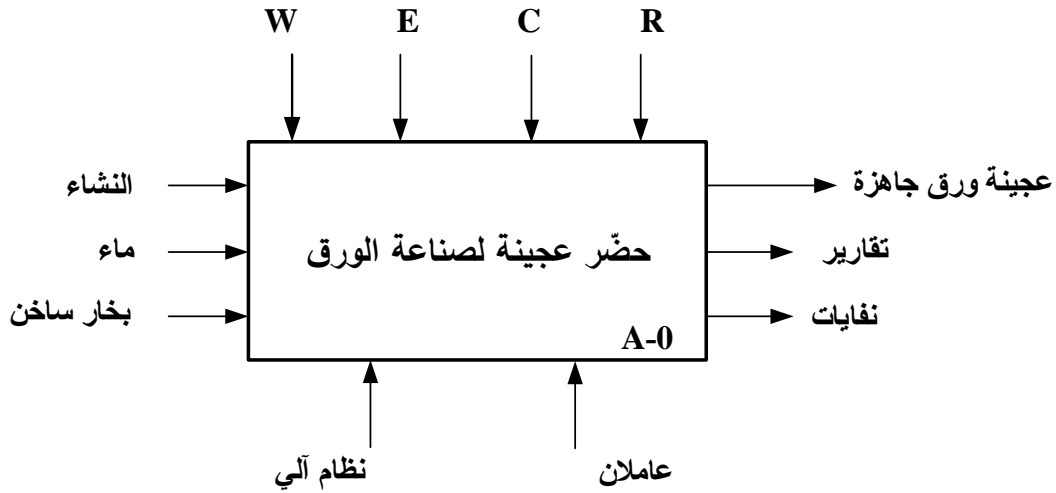 W E C R
النشاء
ماء
بخار ساخن
حضّر عجينة لصناعة الورق
A-0
عجينة ورق جاهزة
تقارير
نفايات
نظام آلي
عاملان